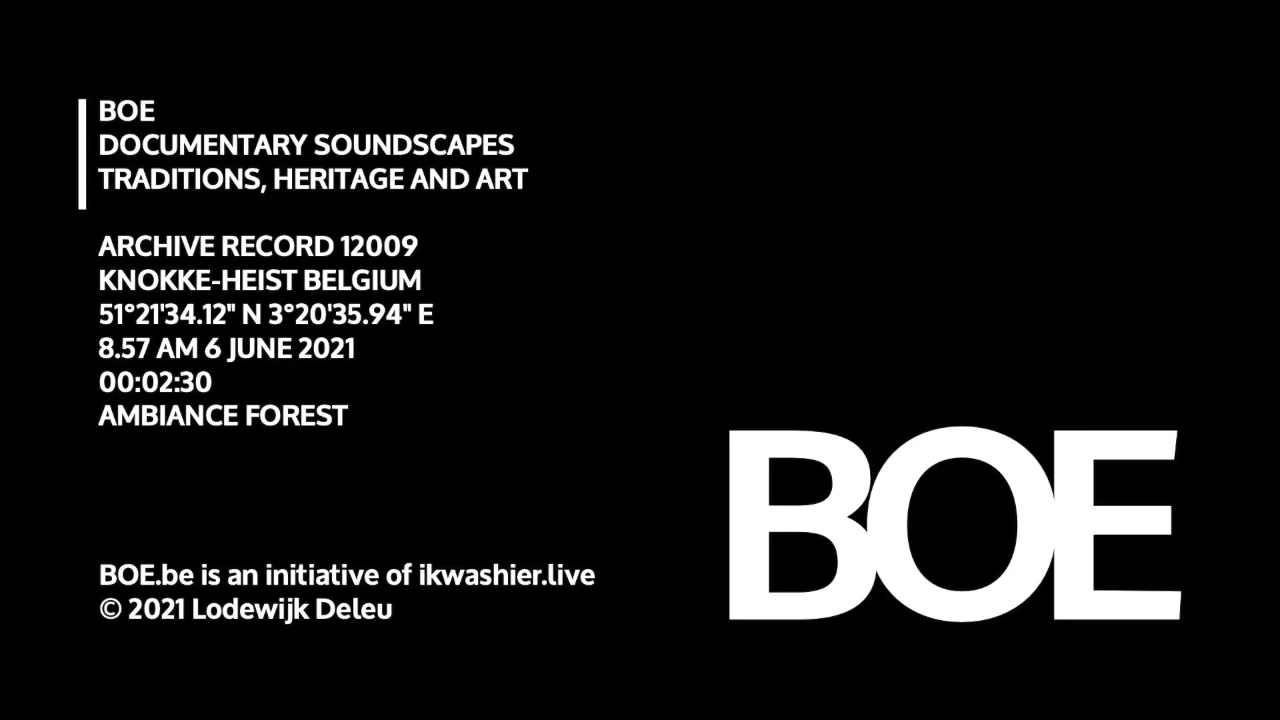 BOE
DOCUMENTARY SOUNDSCAPES
TRADITIONS, HERITAGE AND ART
ARCHIVE RECORD 12009
KNOKKE-HEIST BELGIUM
51°21'34.12" N 3°20'35.94" E
8.57 AM 6 JUNE 2021
00:02:30
AMBIANCE FOREST
BOE.be is an initiative of ikwashier.live
© 2021 Lodewijk Deleu
BOE